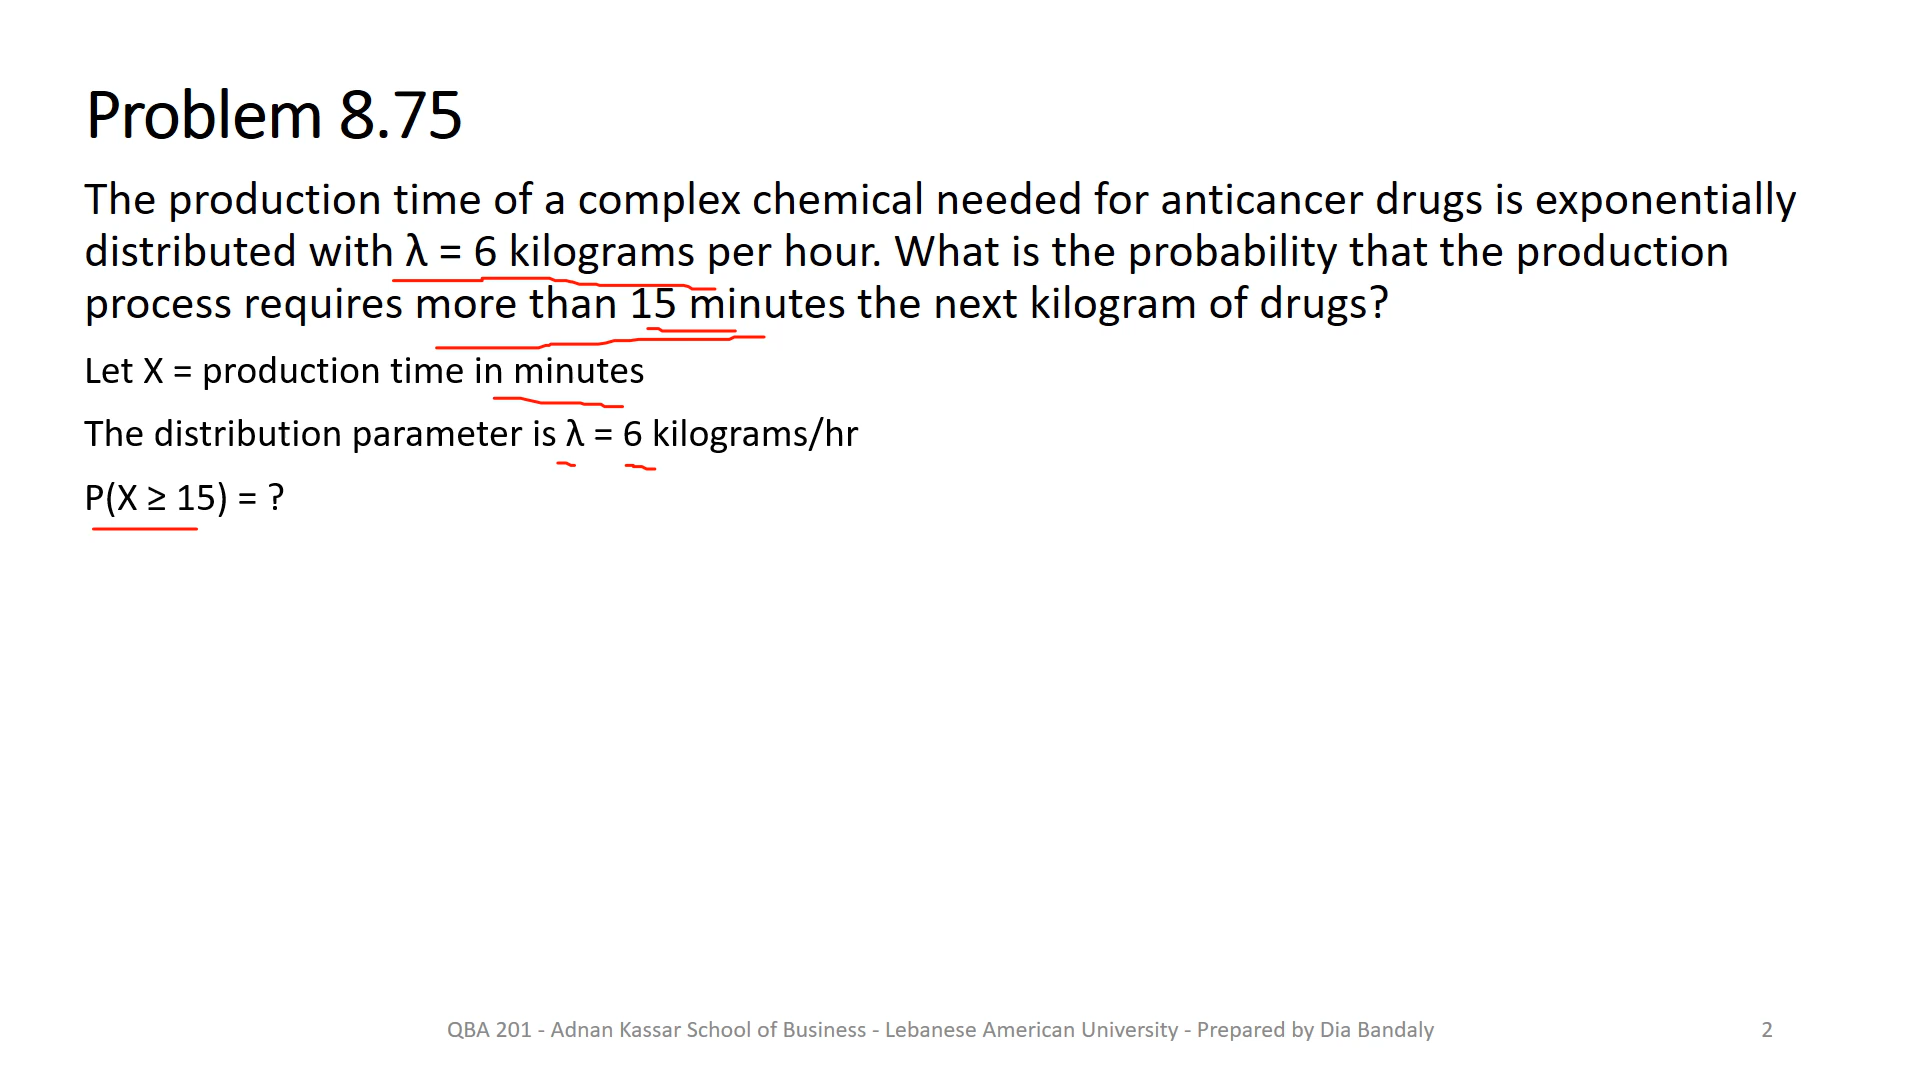 Problem 8.75
The production time of a complex chemical needed for anticancer drugs is exponentially
distributed with λ = 6 kilograms per hour. What is the probability that the production
process requires more than 15 minutes the next kilogram of drugs?
Let X = production time in minutes
The distribution parameter is λ = 6 kilograms/hr
P(X ≥ 15) = ?
QBA 201 - Adnan Kassar School of Business - Lebanese American University - Prepared by Dia Bandaly
2